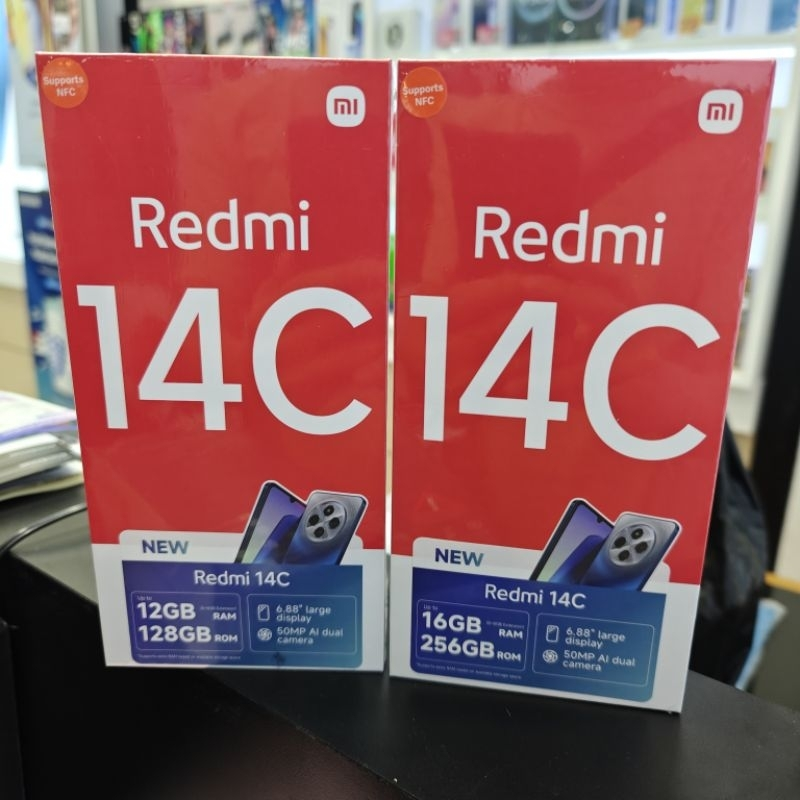 Supports
NFC
mi
Redmi
14C
NEW
Redmi 14C
Up to
12GB
RAM
128GB ROM
6.88" large
display
50MP AI dual
camera
Supports
NFC
mi
Redmi
14C
NEW
Redmi 14C
Up to
16GB
RAM
256GB ROM
6.88" large
display
50MP AI dual
camera